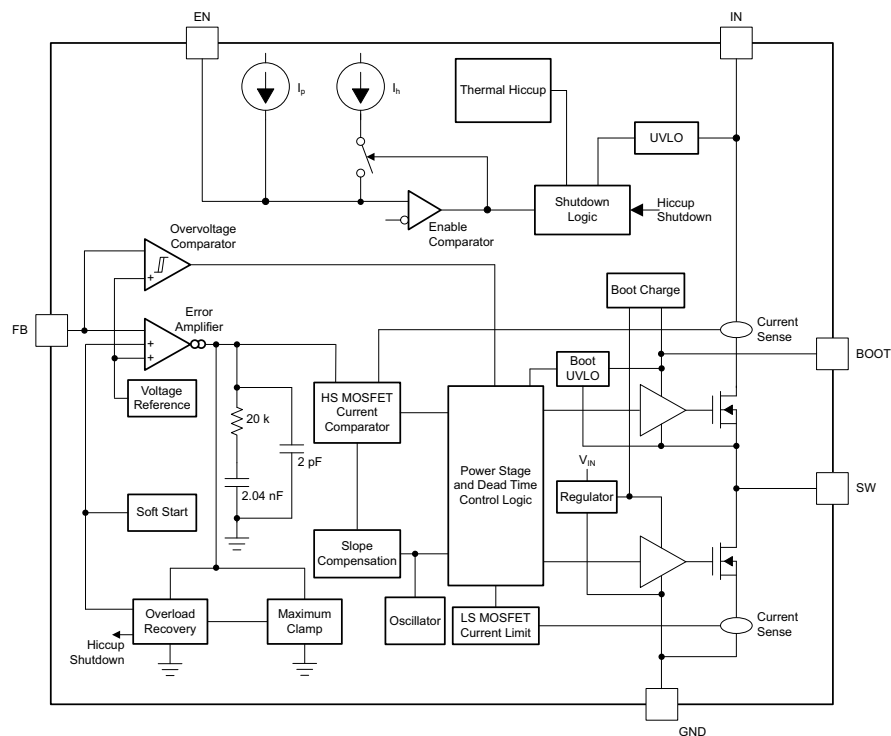 EN
IN
Ip
Ih
Thermal Hiccup
UVLO
Shutdown
Logic
Hiccup
Shutdown
Enable
Comparator
Overvoltage
Comparator
+
Boot Charge
FB
Error
Amplifier
+
+
Current
Sense
BOOT
Voltage
Reference
HS MOSFET
Current
Comparator
Boot
UVLO
20 k
2 pF
2.04 nF
Power Stage
and Dead Time
Control Logic
VIN
Regulator
SW
Soft Start
Slope
Compensation
Overload
Recovery
Maximum
Clamp
Oscillator
LS MOSFET
Current Limit
Current
Sense
Hiccup
Shutdown
GND